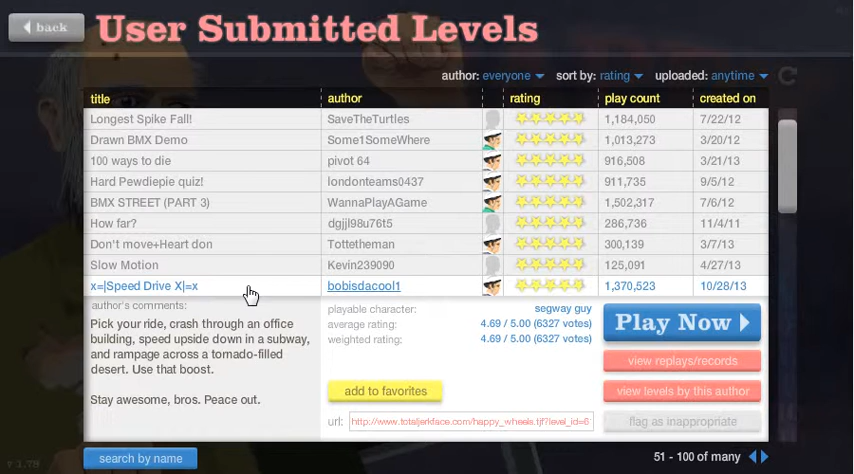 back
User Submitted Levels
author: everyone sort by: rating uploaded: anytime
title author rating play count created on
Longest Spike Fall! SaveTheTurtles 1,184,050 7/22/12
Drawn BMX Demo Some1SomeWhere 1,013,273 3/20/12
100 ways to die pivot 64 916,508 3/21/13
Hard Pewdiepie quiz! londonteams0437 911,735 9/5/12
BMX STREET (PART 3) WannaPlayAGame 1,502,317 7/6/12
How far? dgjjl98u76t5 286,736 11/4/11
Don't move+Heart don Tottetheman 300,139 3/7/13
Slow Motion Kevin239090 125,091 4/27/13
x=|Speed Drive X|=x bobisdacool1 1,370,523 10/28/13
author's comments:
Pick your ride, crash through an office
building, speed upside down in a subway,
and rampage across a tornado-filled
desert. Use that boost.
Stay awesome, bros. Peace out.
playable character: segway guy
average rating: 4.69 / 5.00 (6327 votes)
weighted rating: 4.69 / 5.00 (6327 votes)
add to favorites
url: http://www.totaljerkface.com/happy_wheels.tjf?level_id=6
Play Now
view replays/records
view levels by this author
flag as inappropriate
search by name
51 - 100 of many
v 1.79